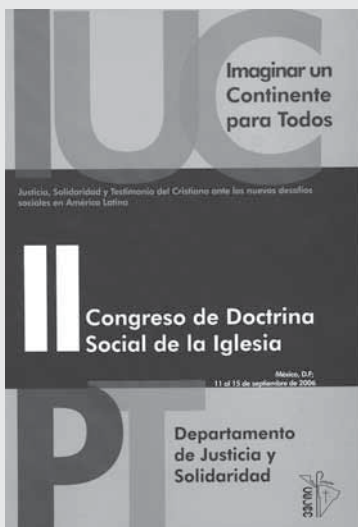 IUC
Imaginar un
Continente
para Todos
Justicia, Solidaridad y Testimonio del Cristiano ante los nuevos desafíos
sociales en América Latina
II Congreso de Doctrina
Social de la Iglesia
México, D.F;
11 al 15 de septiembre de 2006
PT
Departamento
de Justicia y
Solidaridad